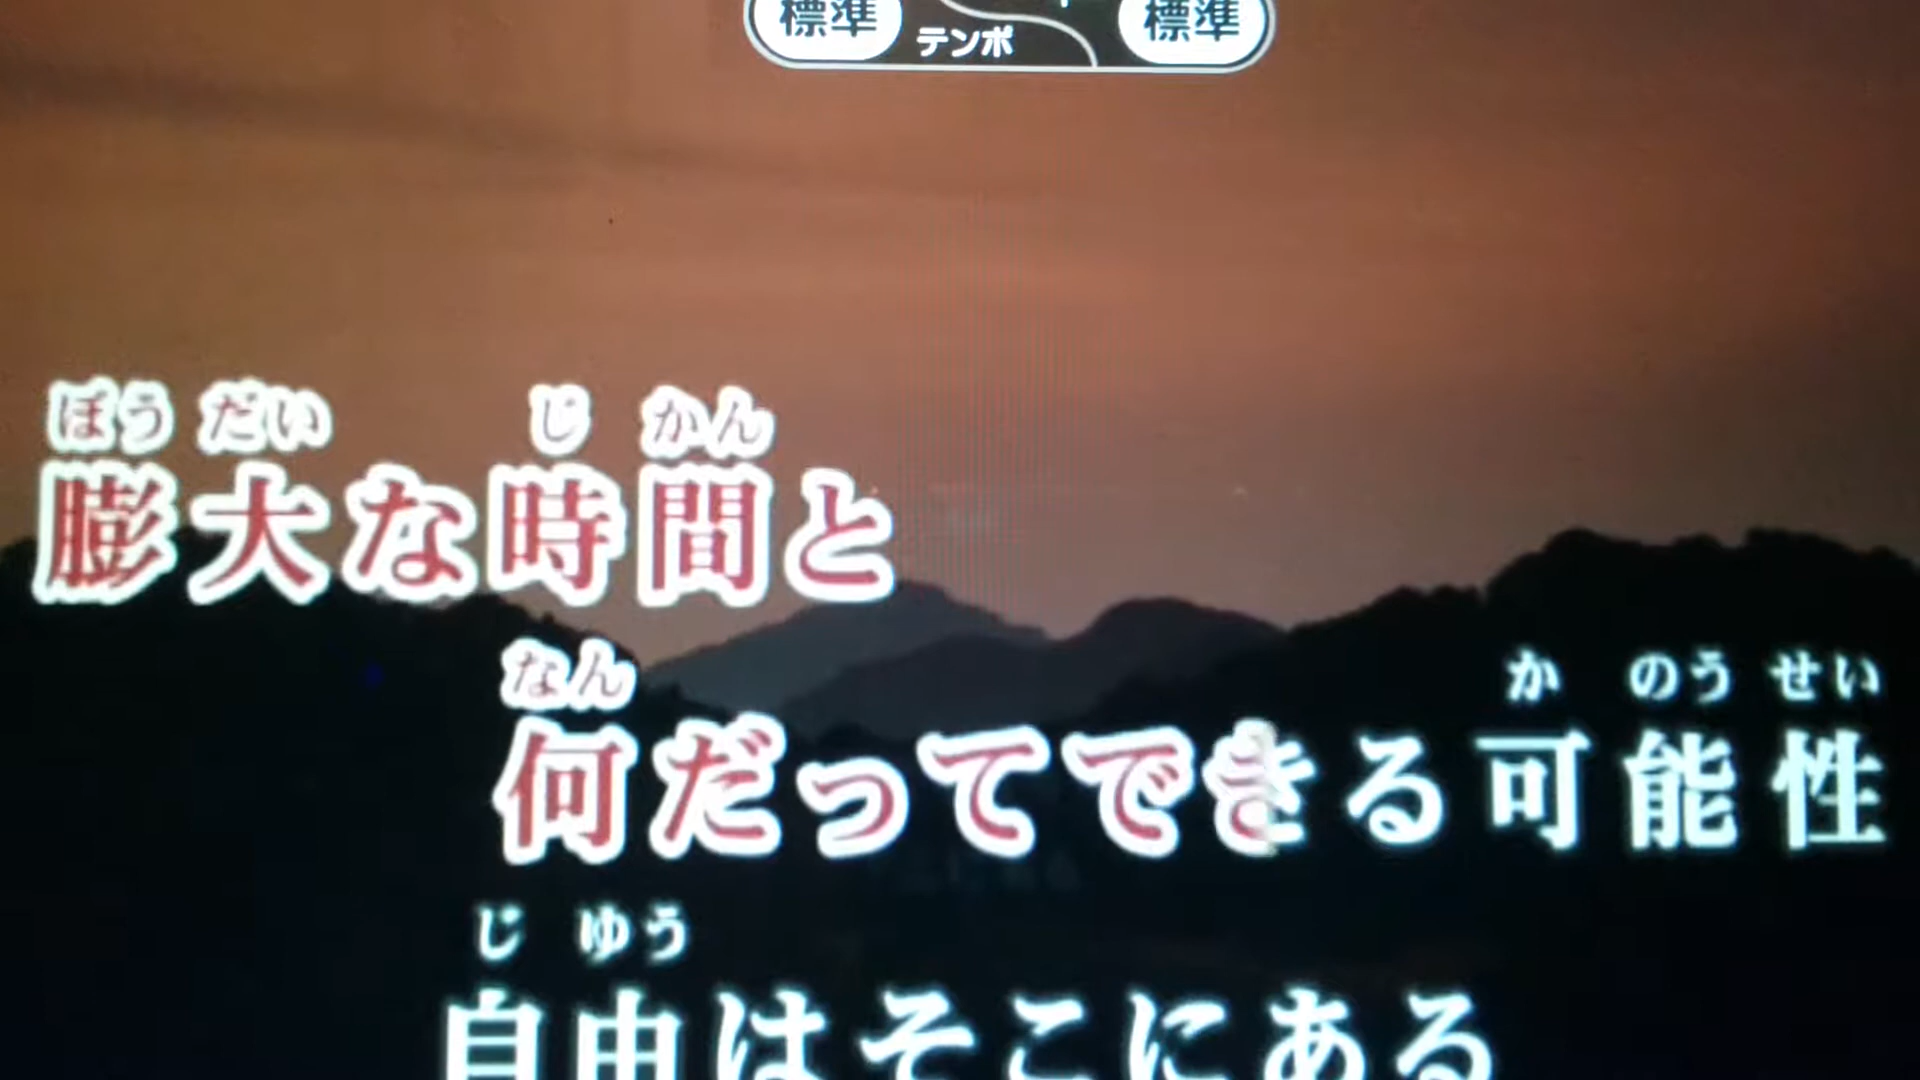 標準 テンポ 標準
ぼうだい じかん
膨大な時間と
なん かのうせい
何だってできる可能性
じゆう
自由はそこにある